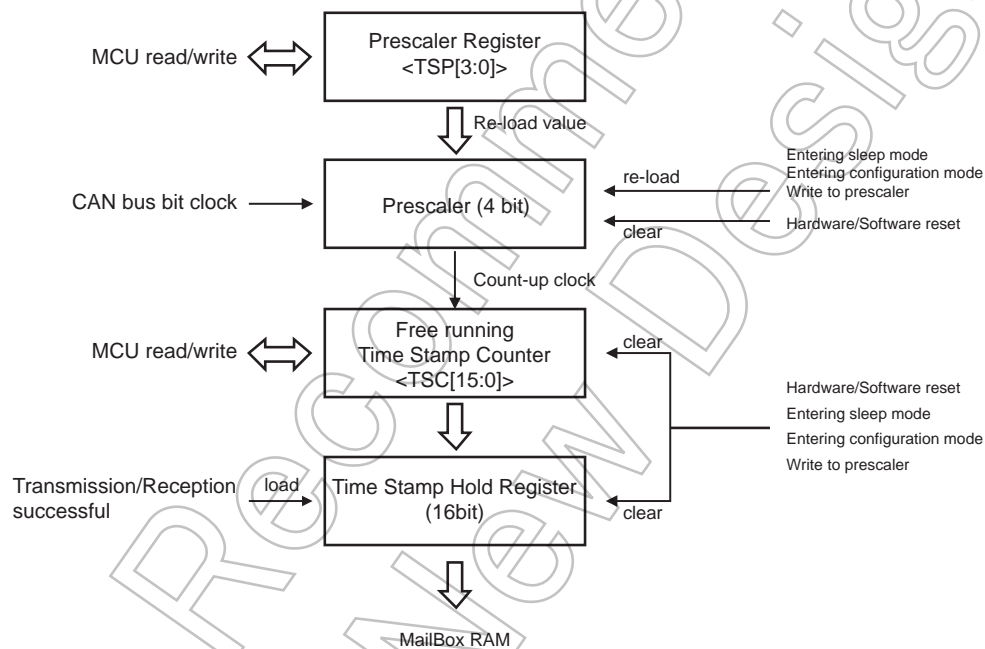 Prescaler Register
<TSP[3:0]>
MCU read/write
Re-load value
Entering sleep mode
Entering configuration mode
Write to prescaler
re-load
CAN bus bit clock
Prescaler (4 bit)
Hardware/Software reset
clear
Count-up clock
Free running
Time Stamp Counter
<TSC[15:0]>
MCU read/write
clear
Hardware/Software reset
Entering sleep mode
Entering configuration mode
Write to prescaler
Transmission/Reception
successful
load
Time Stamp Hold Register
(16bit)
clear
MailBox RAM
Recomme
New Desig